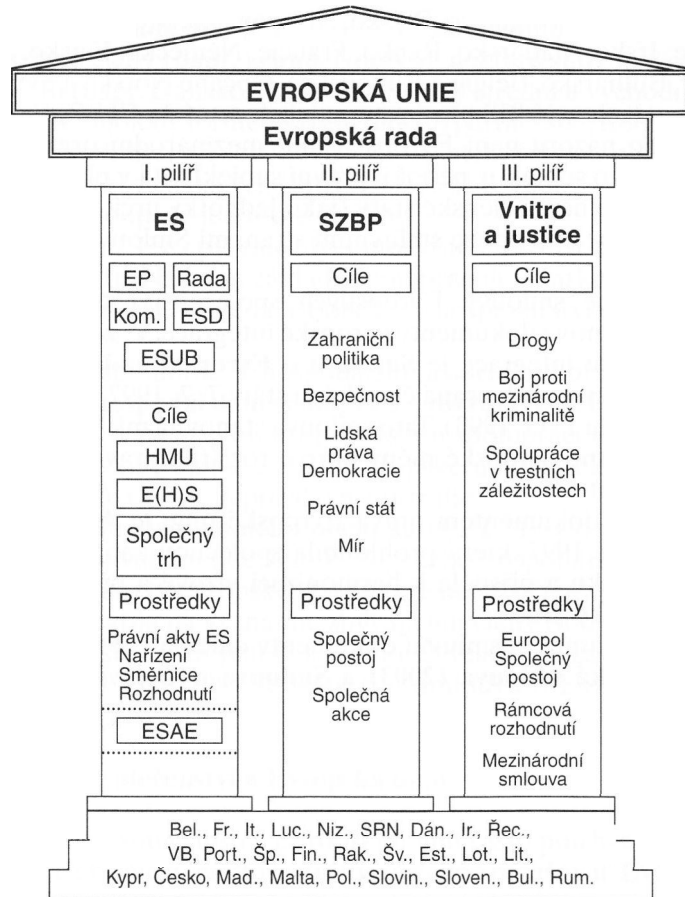 EVROPSKÁ UNIE
Evropská rada
I. pilíř
ES
EP Rada
Kom. ESD
ESUB
Cíle
HMU
E(H)S
Společný
trh
Prostředky
Právní akty ES
Nařízení
Směrnice
Rozhodnutí
ESAE
II. pilíř
SZBP
Cíle
Zahraniční
politika
Bezpečnost
Lidská
práva
Demokracie
Právní stát
Mír
Prostředky
Společný
postoj
Společná
akce
III. pilíř
Vnitro
a justice
Cíle
Drogy
Boj proti
mezinárodní
kriminalitě
Spolupráce
v trestních
záležitostech
Prostředky
Europol
Společný
postoj
Rámcová
rozhodnutí
Mezinárodní
smlouva
Bel., Fr., It., Luc., Niz., SRN, Dán., Ir., Řec.,
VB, Port., Šp., Fin., Rak., Šv., Est., Lot., Lit.,
Kypr, Česko, Maď., Malta, Pol., Slovin., Sloven., Bul., Rum.